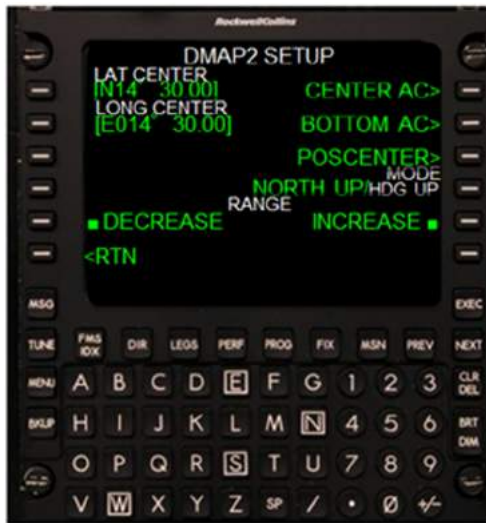 RockwellCollins
DMAP2 SETUP
LAT CENTER
[N14° 30.00] CENTER AC>
LONG CENTER
[E014° 30.00] BOTTOM AC>
POSCENTER>
MODE
NORTH UP/HDG UP
RANGE
DECREASE INCREASE
<RTN
MSG EXEC
TUNE FMS IDX DIR LEGS PERF PROG FIX MSN PREV NEXT
MENU A B C D E F G 1 2 3 CLR DEL
BKUP H I J K L M N 4 5 6 BRT DIM
O P Q R S T U 7 8 9
V W X Y Z SP / . Ø +/-